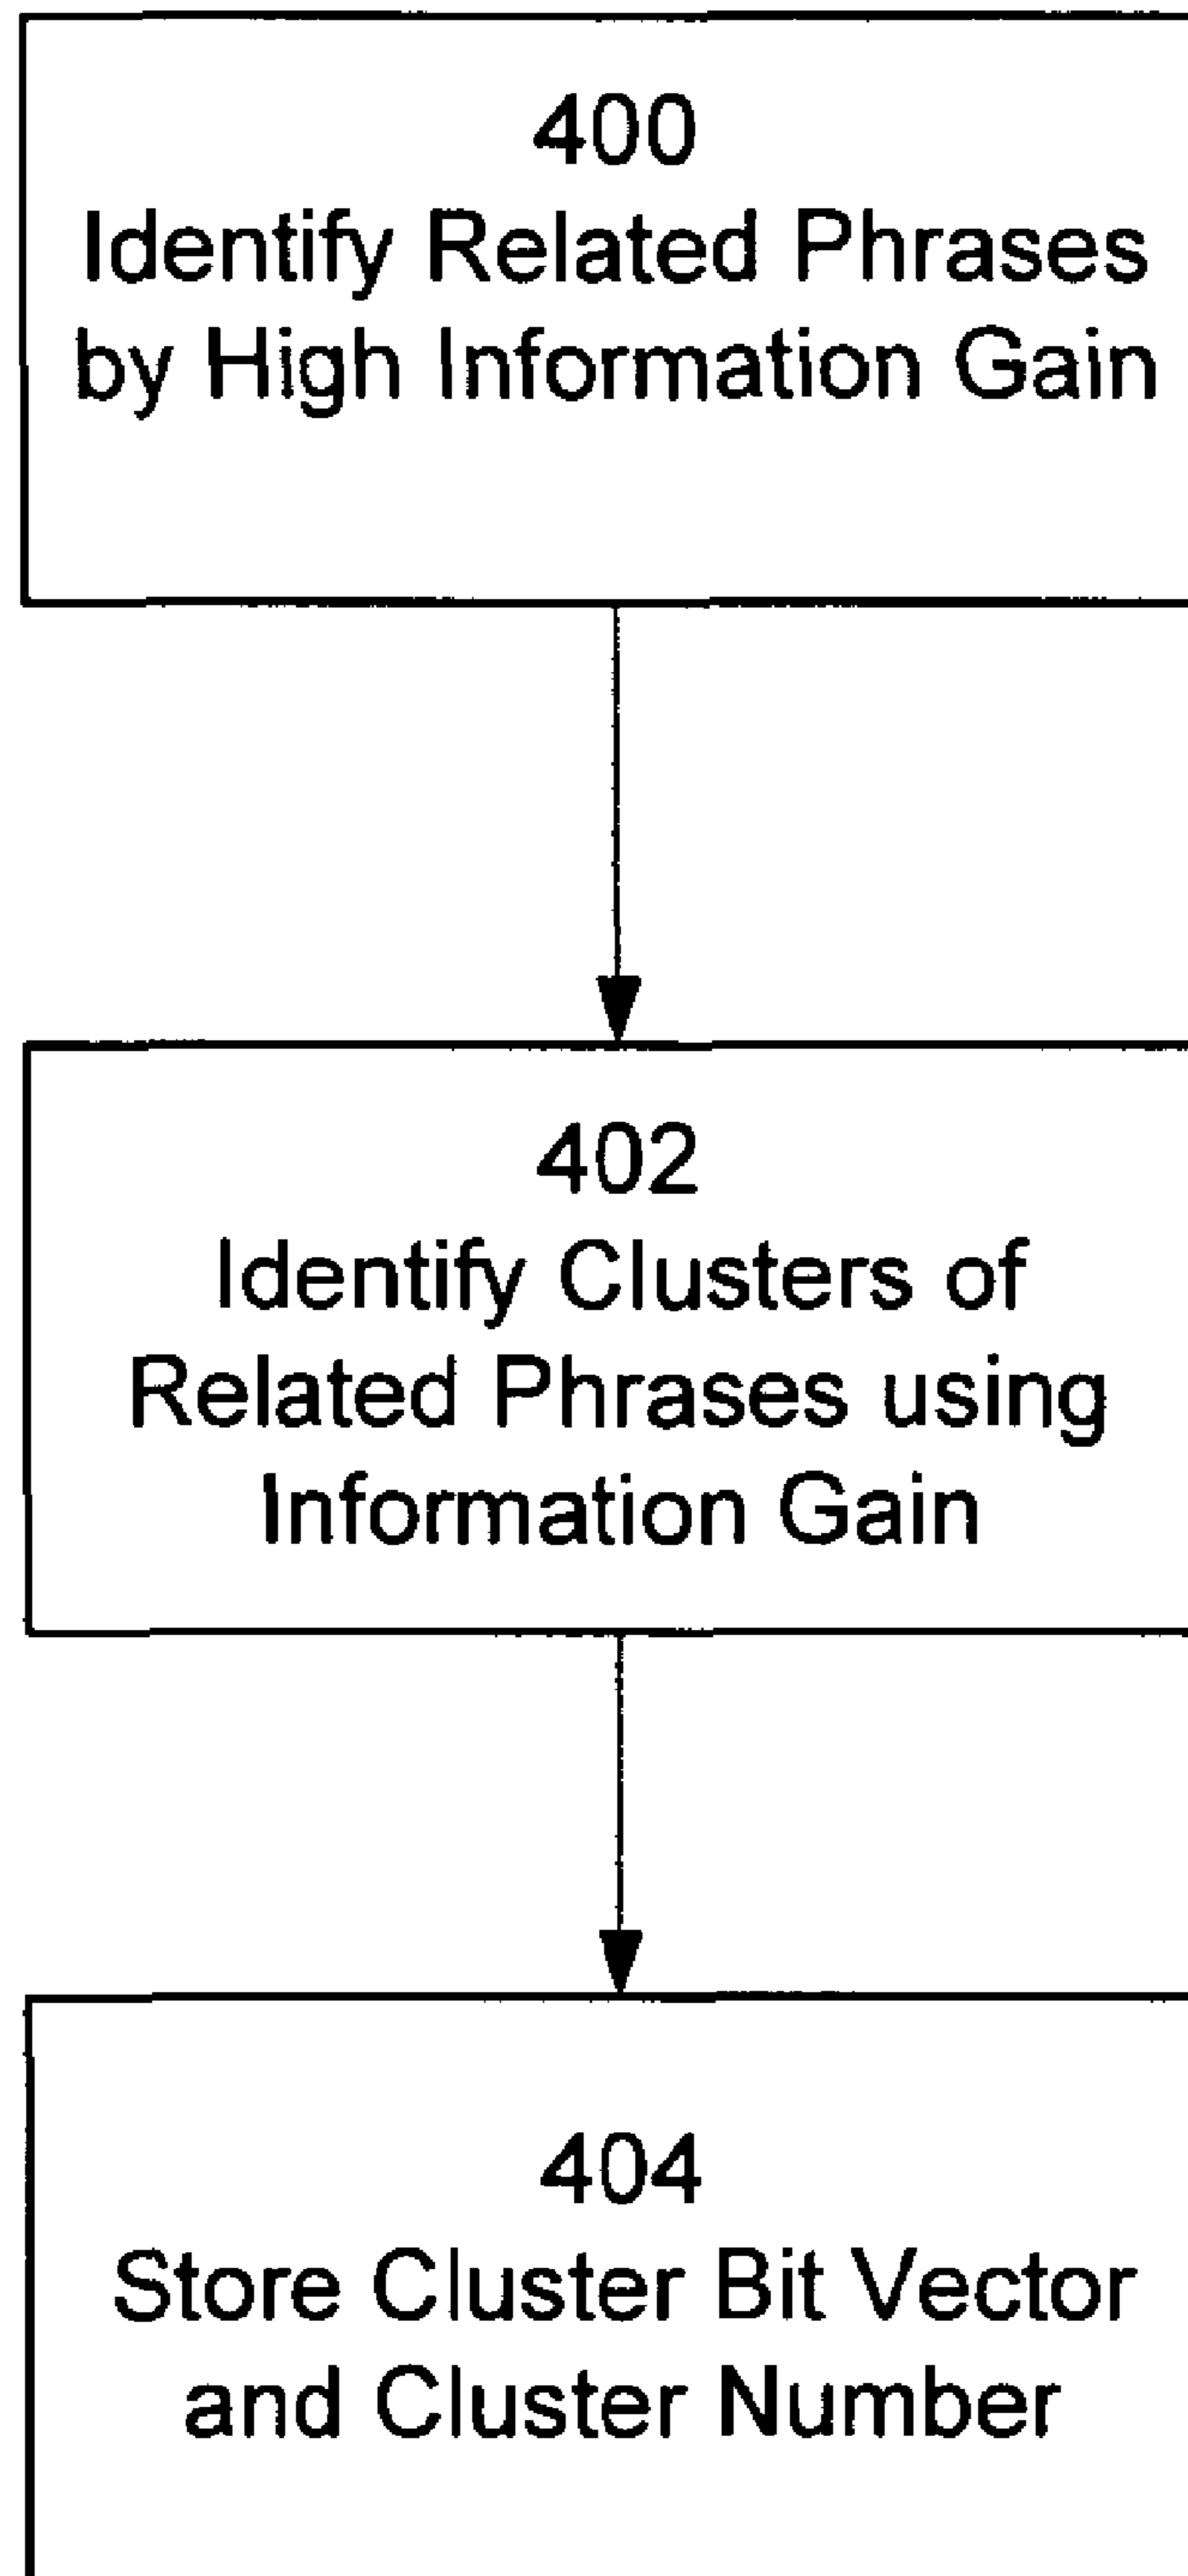 400
Identify Related Phrases
by High Information Gain
402
Identify Clusters of
Related Phrases using
Information Gain
404
Store Cluster Bit Vector
and Cluster Number